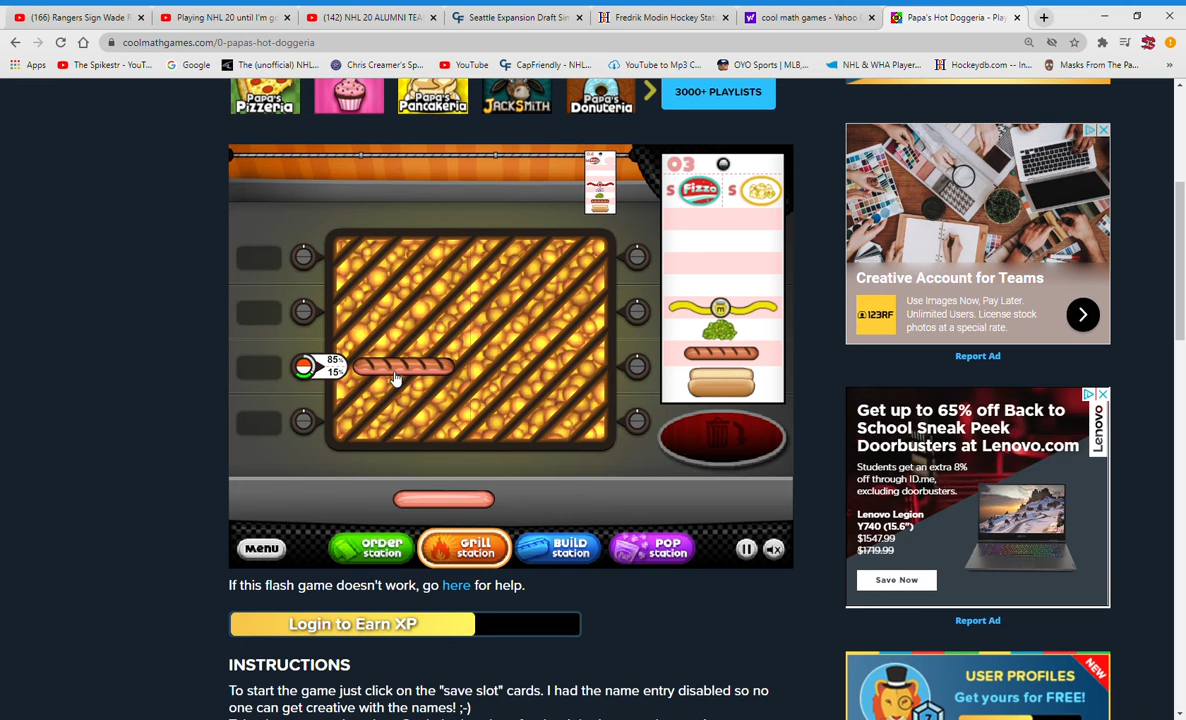 (166) Rangers Sign Wade R
Playing NHL 20 until I'm go
(142) NHL 20 ALUMNI TEA
Seattle Expansion Draft Sim
Fredrik Modin Hockey Stat
cool math games - Yahoo
Papa's Hot Doggeria - Play
coolmathgames.com/0-papas-hot-doggeria
Apps
The Spikestr - YouT...
Google
The (unofficial) NHL...
Chris Creamer's Sp...
YouTube
CapFriendly - NHL...
YouTube to Mp3 C...
OYO Sports | MLB,...
NHL & WHA Player...
Hockeydb.com -- In...
Masks From The Pa...
Papa's Pizzeria
Papa's Pancakeria
JackSmith
Papa's Donuteria
3000+ PLAYLISTS
03
S Fizzo S
m
85%
15%
Menu
ORDER station
GRILL station
BUILD station
POP station
If this flash game doesn't work, go here for help.
Login to Earn XP
INSTRUCTIONS
To start the game just click on the "save slot" cards. I had the name entry disabled so no
one can get creative with the names! ;-)
Creative Account for Teams
123RF
Use Images Now, Pay Later.
Unlimited Users. License stock
photos at a special rate.
Report Ad
Get up to 65% off Back to
School Sneak Peek
Doorbusters at Lenovo.com
Students get an extra 8%
off through ID.me,
excluding doorbusters.
Lenovo Legion
Y740 (15.6")
$1547.99
$1719.99
Save Now
Lenovo
Report Ad
NEW
USER PROFILES
Get yours for FREE!